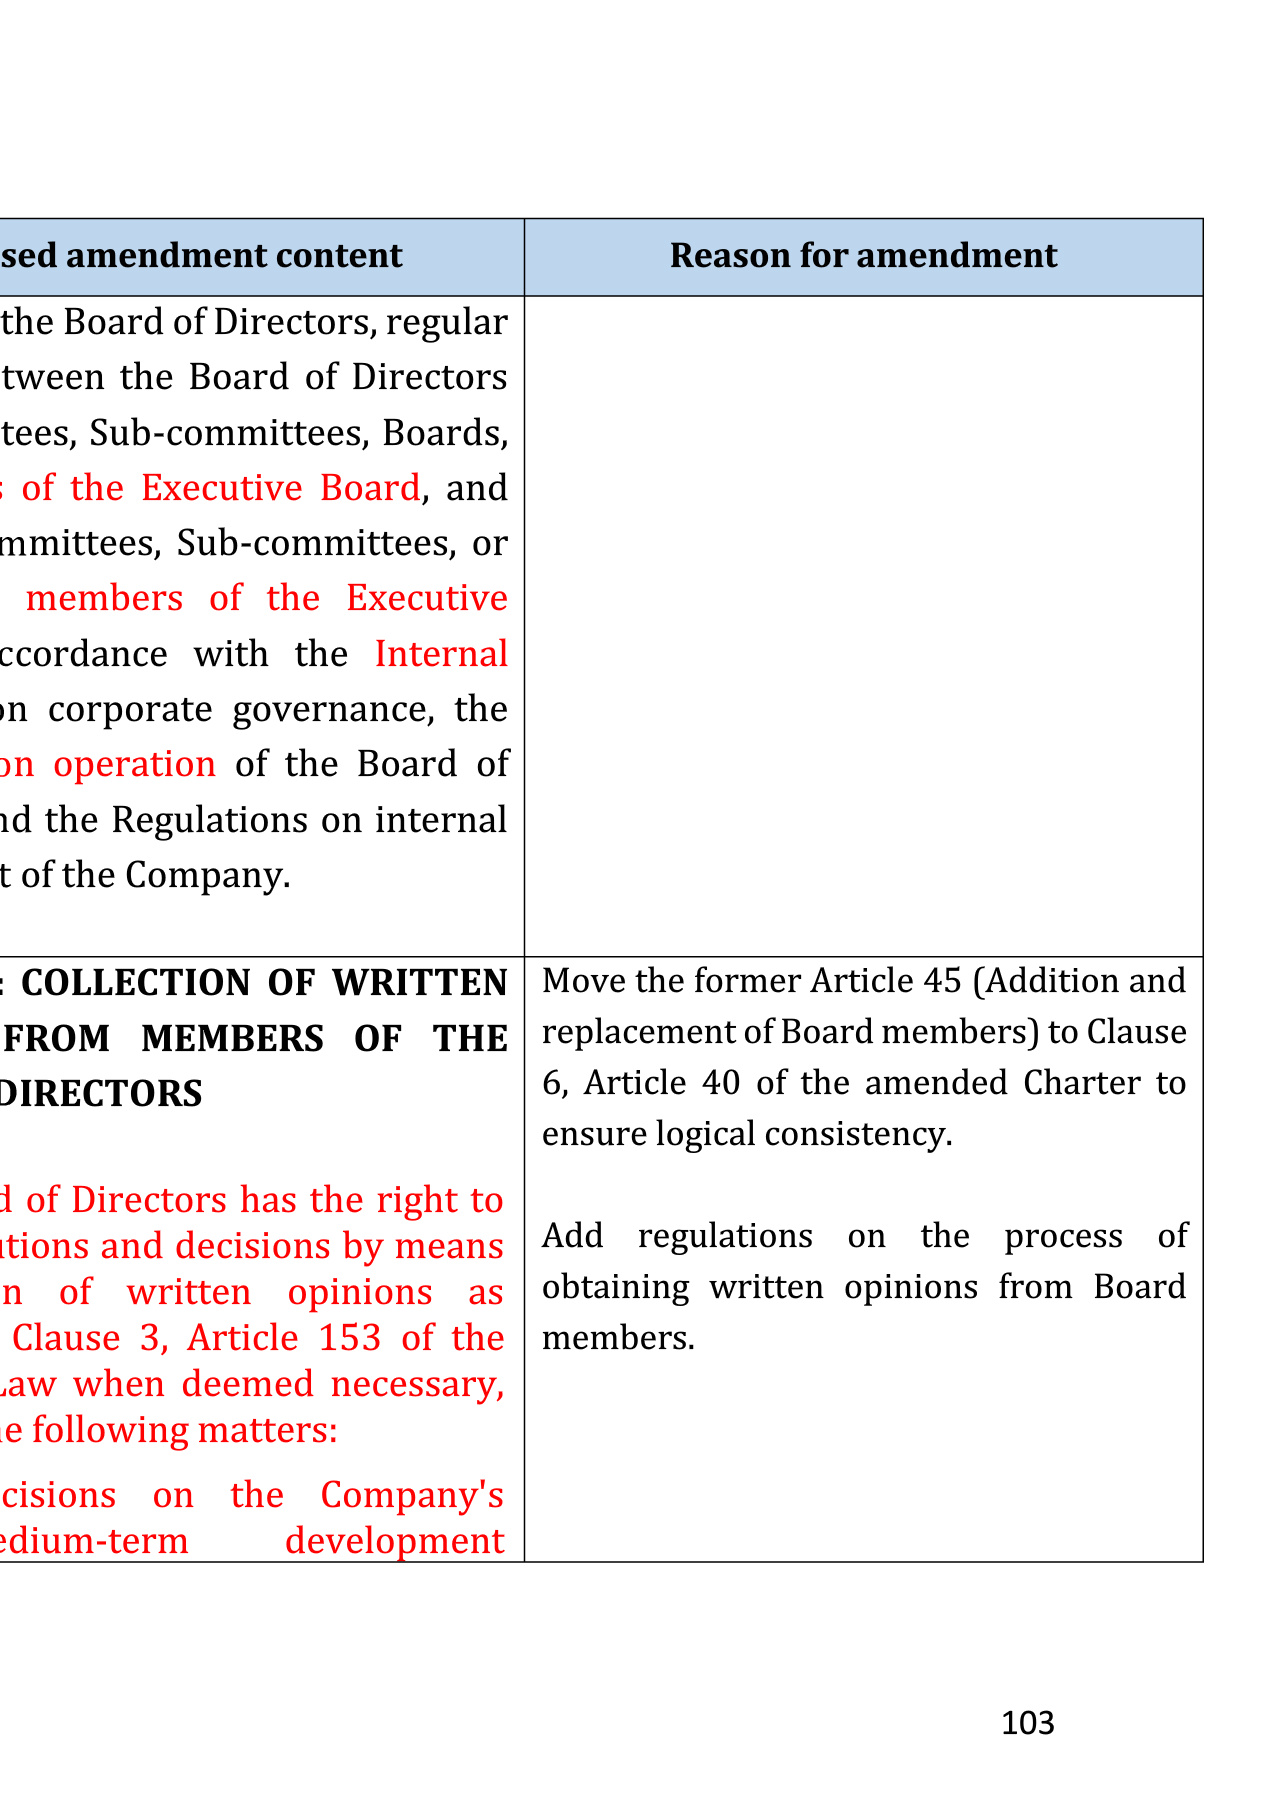 sed amendment content
Reason for amendment
the Board of Directors, regular
tween the Board of Directors
tees, Sub-committees, Boards,
of the Executive Board, and
mmittees, Sub-committees, or
members of the Executive
ccordance with the Internal
on corporate governance, the
on operation of the Board of
nd the Regulations on internal
t of the Company.
: COLLECTION OF WRITTEN
FROM MEMBERS OF THE
DIRECTORS
d of Directors has the right to
utions and decisions by means
n of written opinions as
Clause 3, Article 153 of the
Law when deemed necessary,
ne following matters:
cisions on the Company's
edium-term development
Move the former Article 45 (Addition and
replacement of Board members) to Clause
6, Article 40 of the amended Charter to
ensure logical consistency.
Add regulations on the process of
obtaining written opinions from Board
members.
103